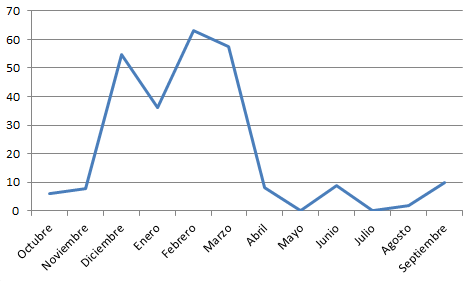 70
60
50
40
30
20
10
0
Octubre
Noviembre
Diciembre
Enero
Febrero
Marzo
Abril
Mayo
Junio
Julio
Agosto
Septiembre